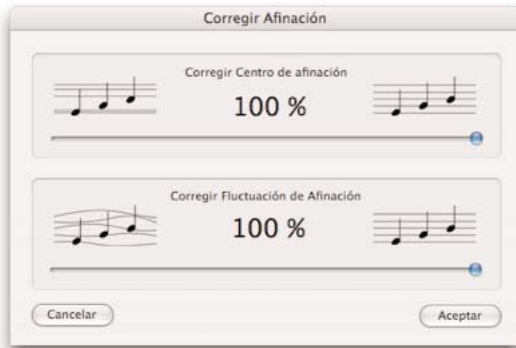 Corregir Afinación
Corregir Centro de afinación
100 %
Corregir Fluctuación de Afinación
100 %
Cancelar
Aceptar